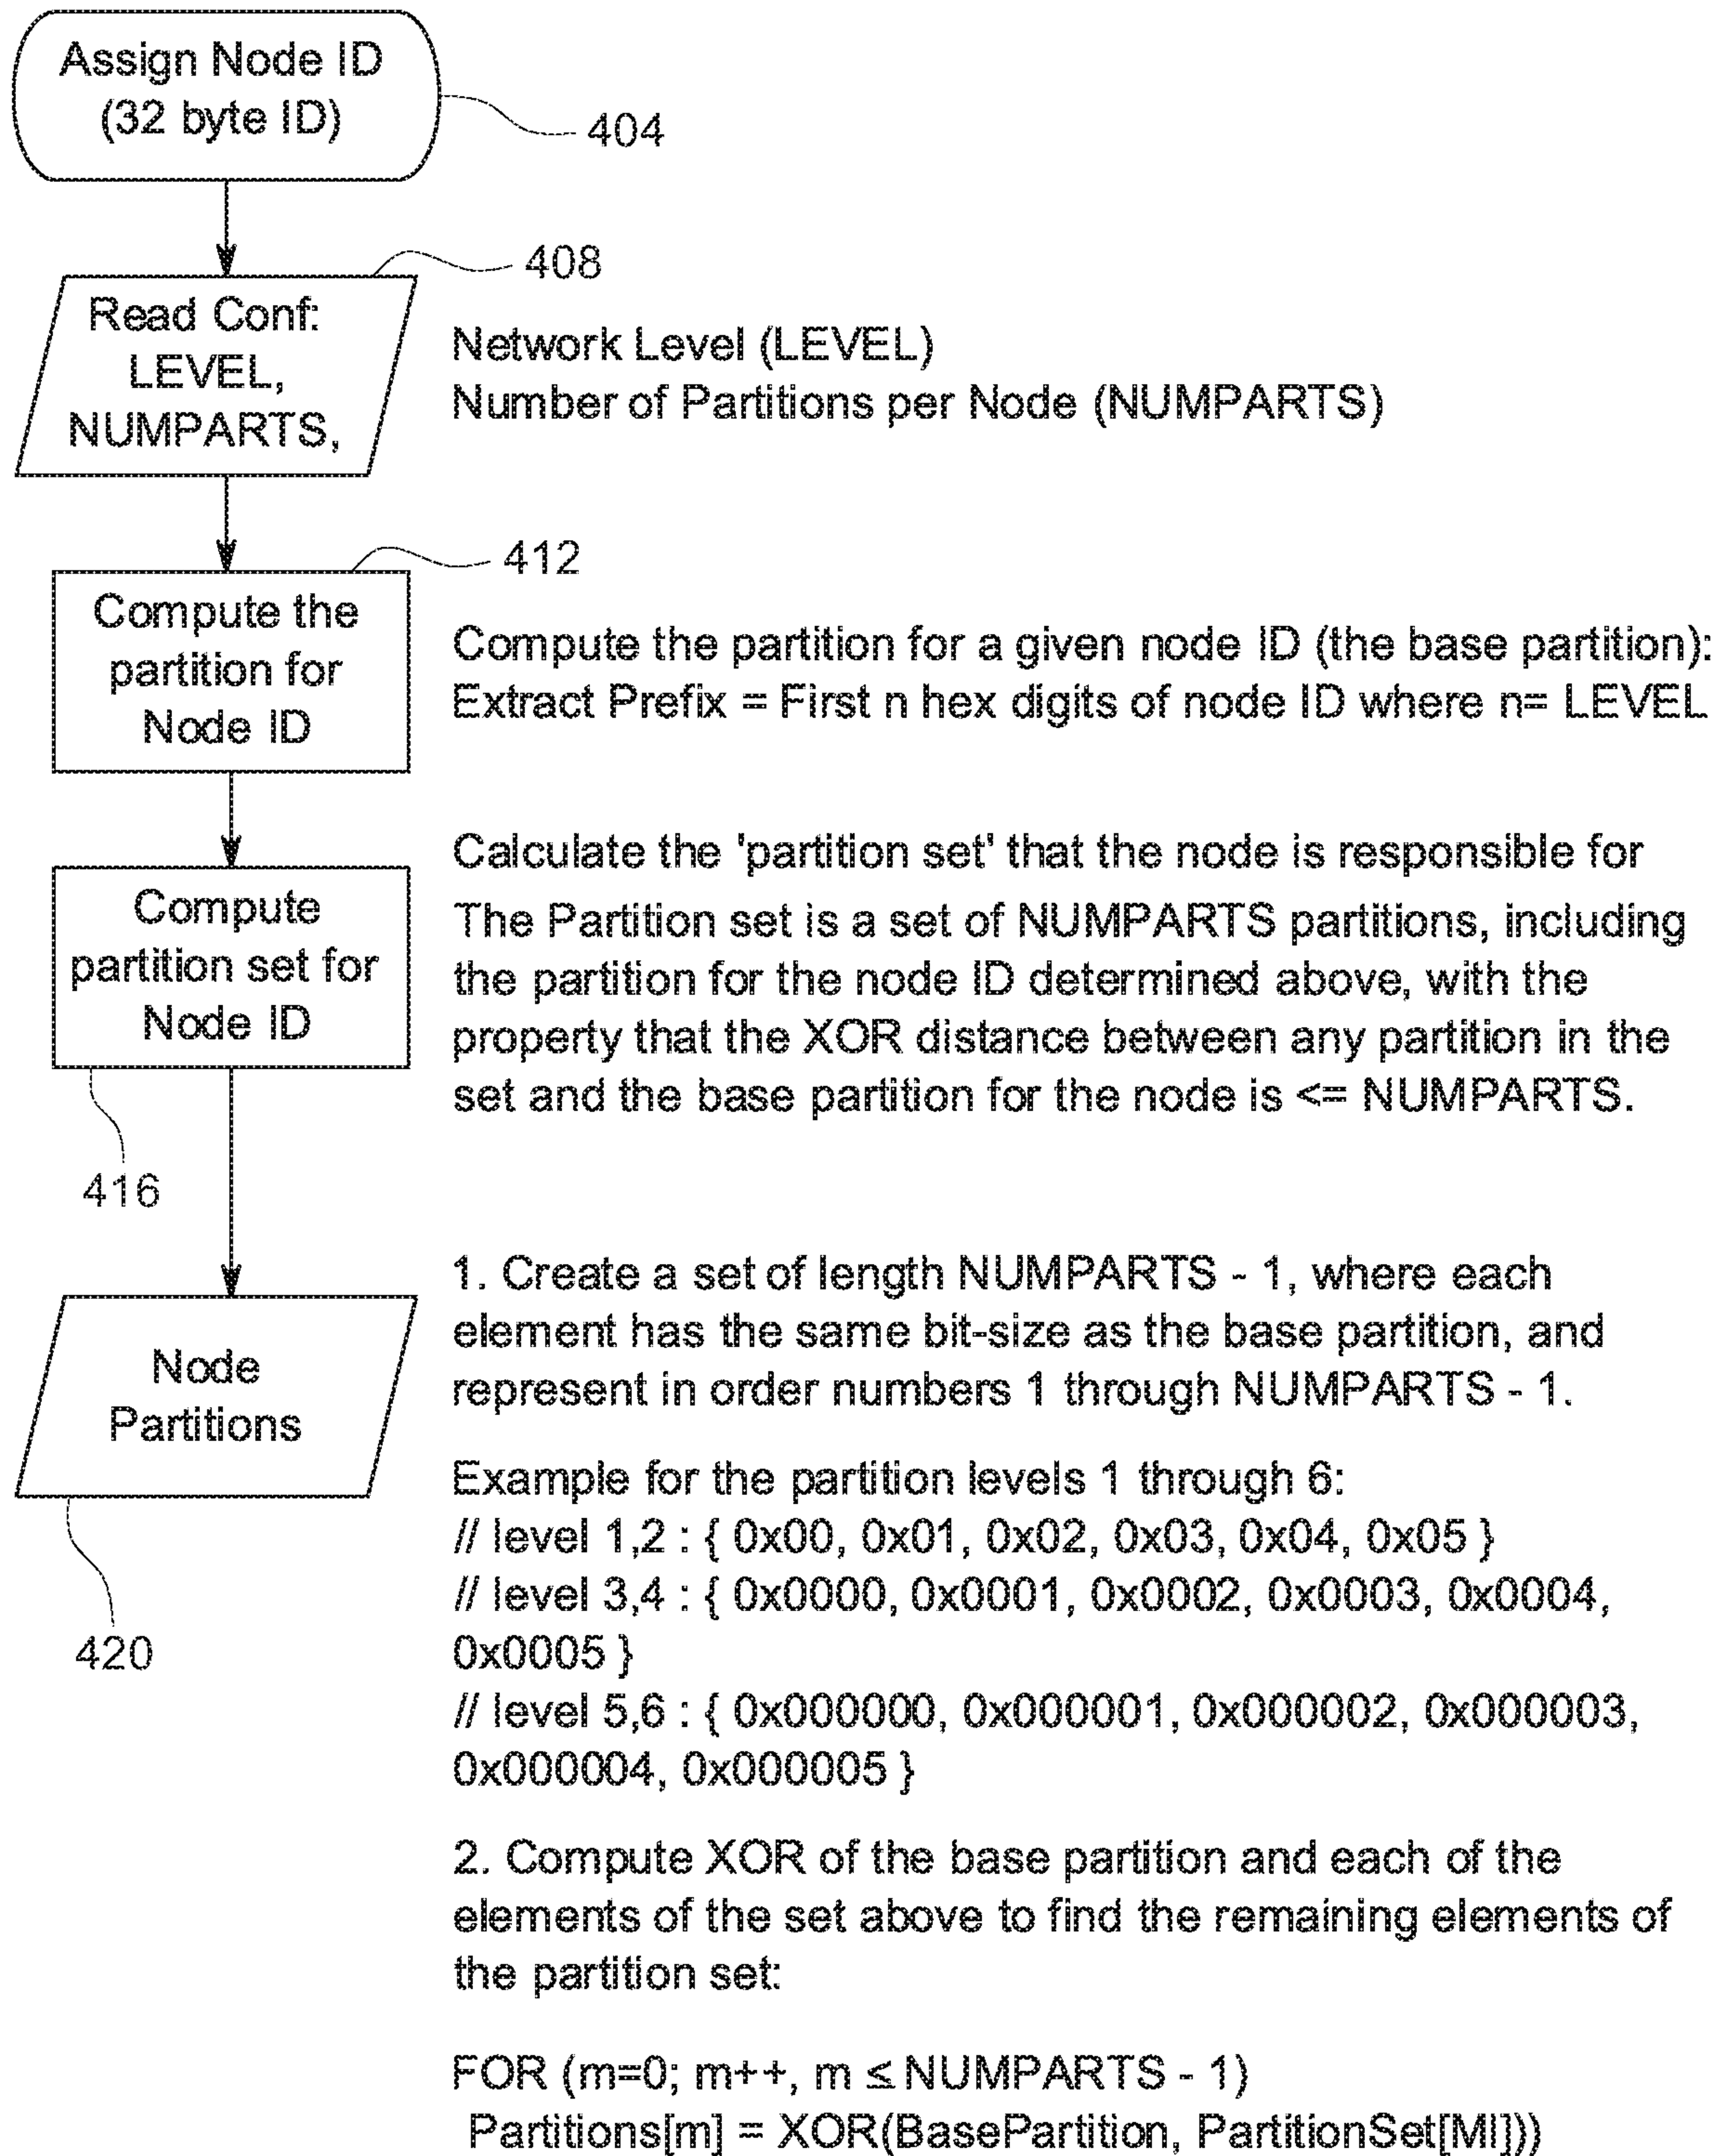 Assign Node ID
(32 byte ID)
404
408
Read Conf:
LEVEL,
NUMPARTS,
Network Level (LEVEL)
Number of Partitions per Node (NUMPARTS)
412
Compute the
partition for
Node ID
Compute the partition for a given node ID (the base partition):
Extract Prefix = First n hex digits of node ID where n= LEVEL
Compute
partition set for
Node ID
416
Calculate the 'partition set' that the node is responsible for
The Partition set is a set of NUMPARTS partitions, including
the partition for the node ID determined above, with the
property that the XOR distance between any partition in the
set and the base partition for the node is <= NUMPARTS.
Node
Partitions
420
1. Create a set of length NUMPARTS - 1, where each
element has the same bit-size as the base partition, and
represent in order numbers 1 through NUMPARTS - 1.
Example for the partition levels 1 through 6:
// level 1,2 : { 0x00, 0x01, 0x02, 0x03, 0x04, 0x05 }
// level 3,4 : { 0x0000, 0x0001, 0x0002, 0x0003, 0x0004,
0x0005 }
// level 5,6 : { 0x000000, 0x000001, 0x000002, 0x000003,
0x000004, 0x000005 }
2. Compute XOR of the base partition and each of the
elements of the set above to find the remaining elements of
the partition set:
FOR (m=0; m++, m ≤ NUMPARTS - 1)
Partitions[m] = XOR(BasePartition, PartitionSet[MI]))